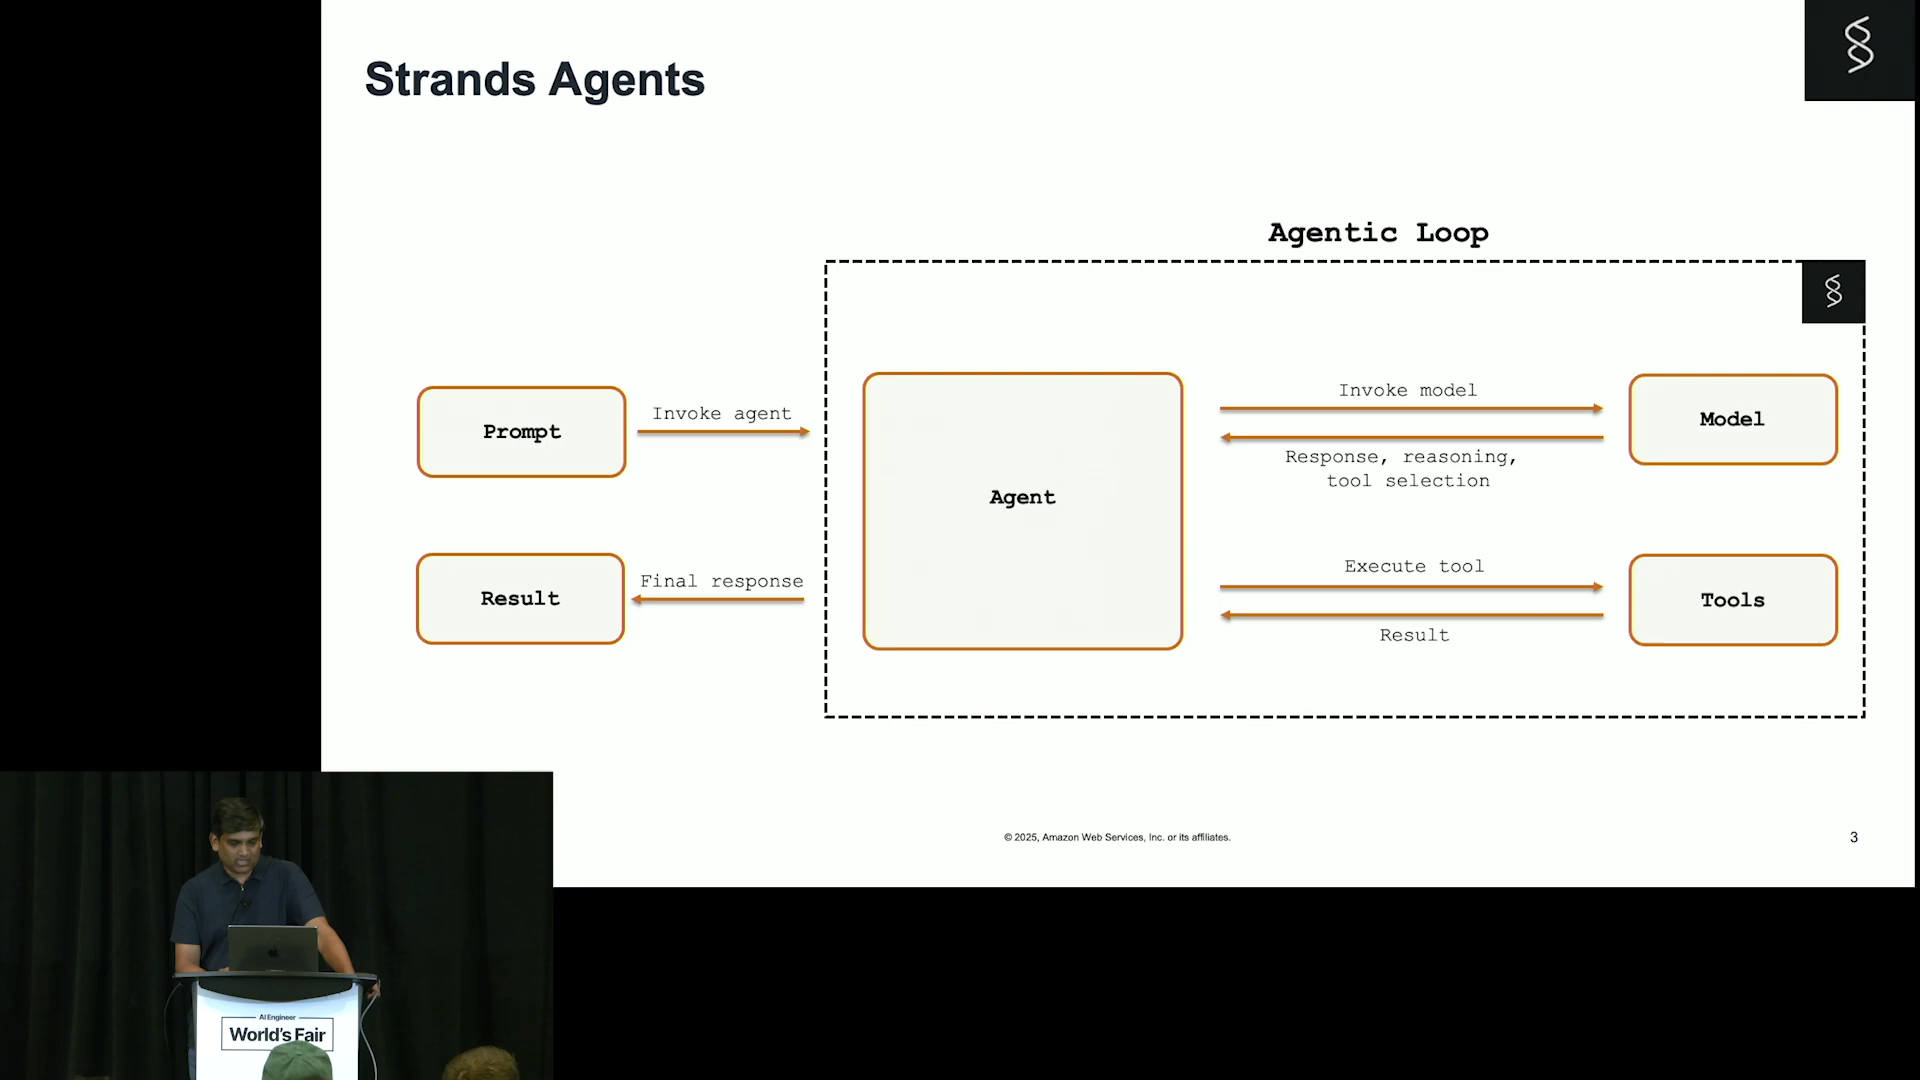 Strands Agents
Agentic Loop
Prompt
Invoke agent
Agent
Invoke model
Response, reasoning,
tool selection
Model
Result
Final response
Execute tool
Result
Tools
© 2025, Amazon Web Services, Inc. or its affiliates.
3
AI Engineer
World's Fair